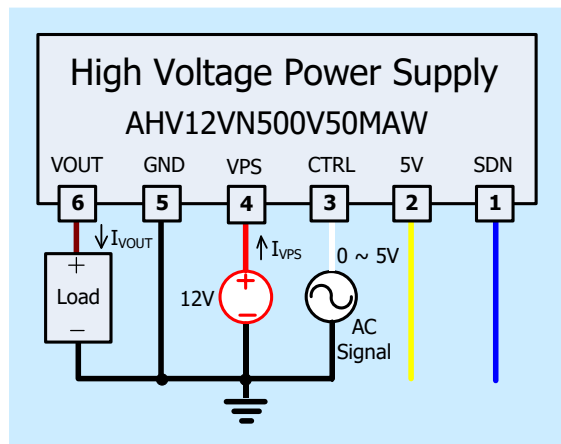 High Voltage Power Supply
AHV12VN500V50MAW
VOUT GND VPS CTRL 5V SDN
6 5 4 3 2 1
IVOUT IVPS 0 ~ 5V
+ +
Load 12V
− −
AC
Signal